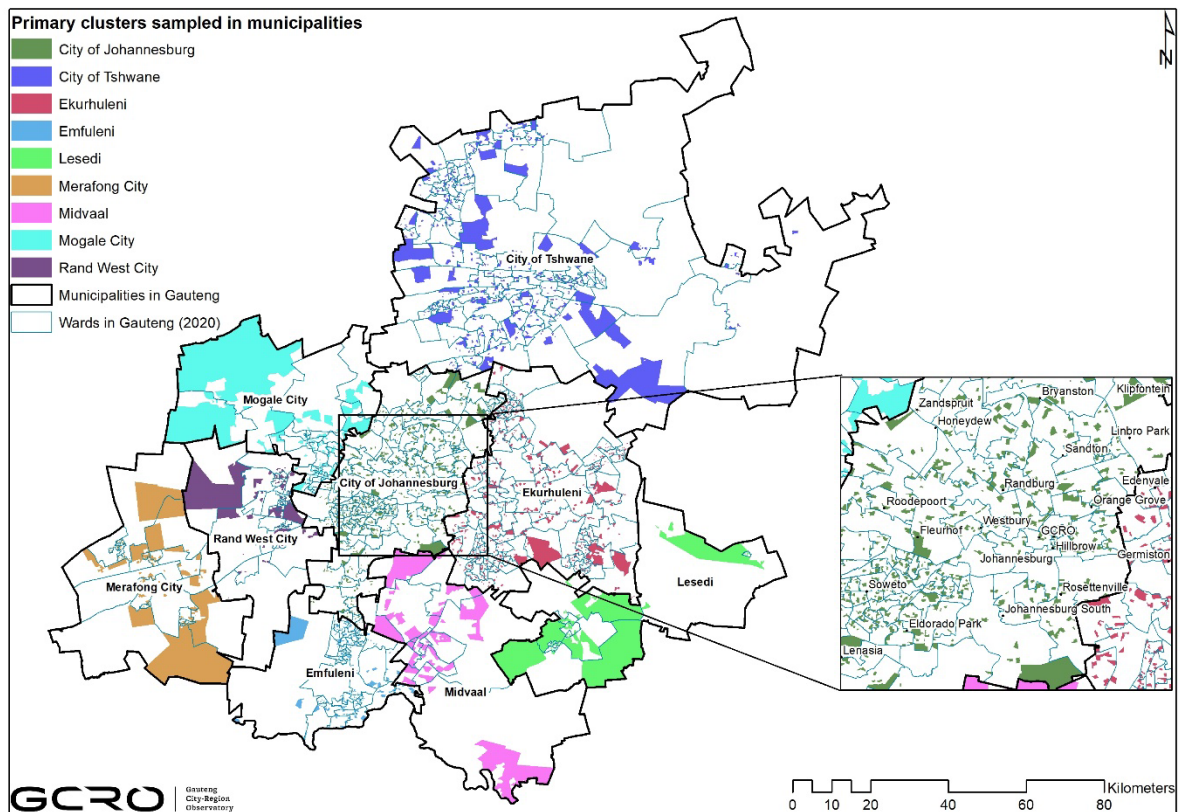 Primary clusters sampled in municipalities
City of Johannesburg
City of Tshwane
Ekurhuleni
Emfuleni
Lesedi
Merafong City
Midvaal
Mogale City
Rand West City
Municipalities in Gauteng
Wards in Gauteng (2020)
N
City of Tshwane
Mogale City
City of Johannesburg
Ekurhuleni
Rand West City
Merafong City
Lesedi
Emfuleni
Midvaal
Bryanston
Klipfontein
Zandspruit
Honeydew
Linbro Park
Sandton
Randburg
Edenvale
Roodepoort
Orange Grove
Westbury
Fleurhof
GCRO
Hillbrow
Johannesburg
Germiston
Soweto
Rosettenville
Johannesburg South
Eldorado Park
Lenasia
GCRO
Gauteng
City-Region
Observatory
Kilometers
0 5 10 20 40 60 80